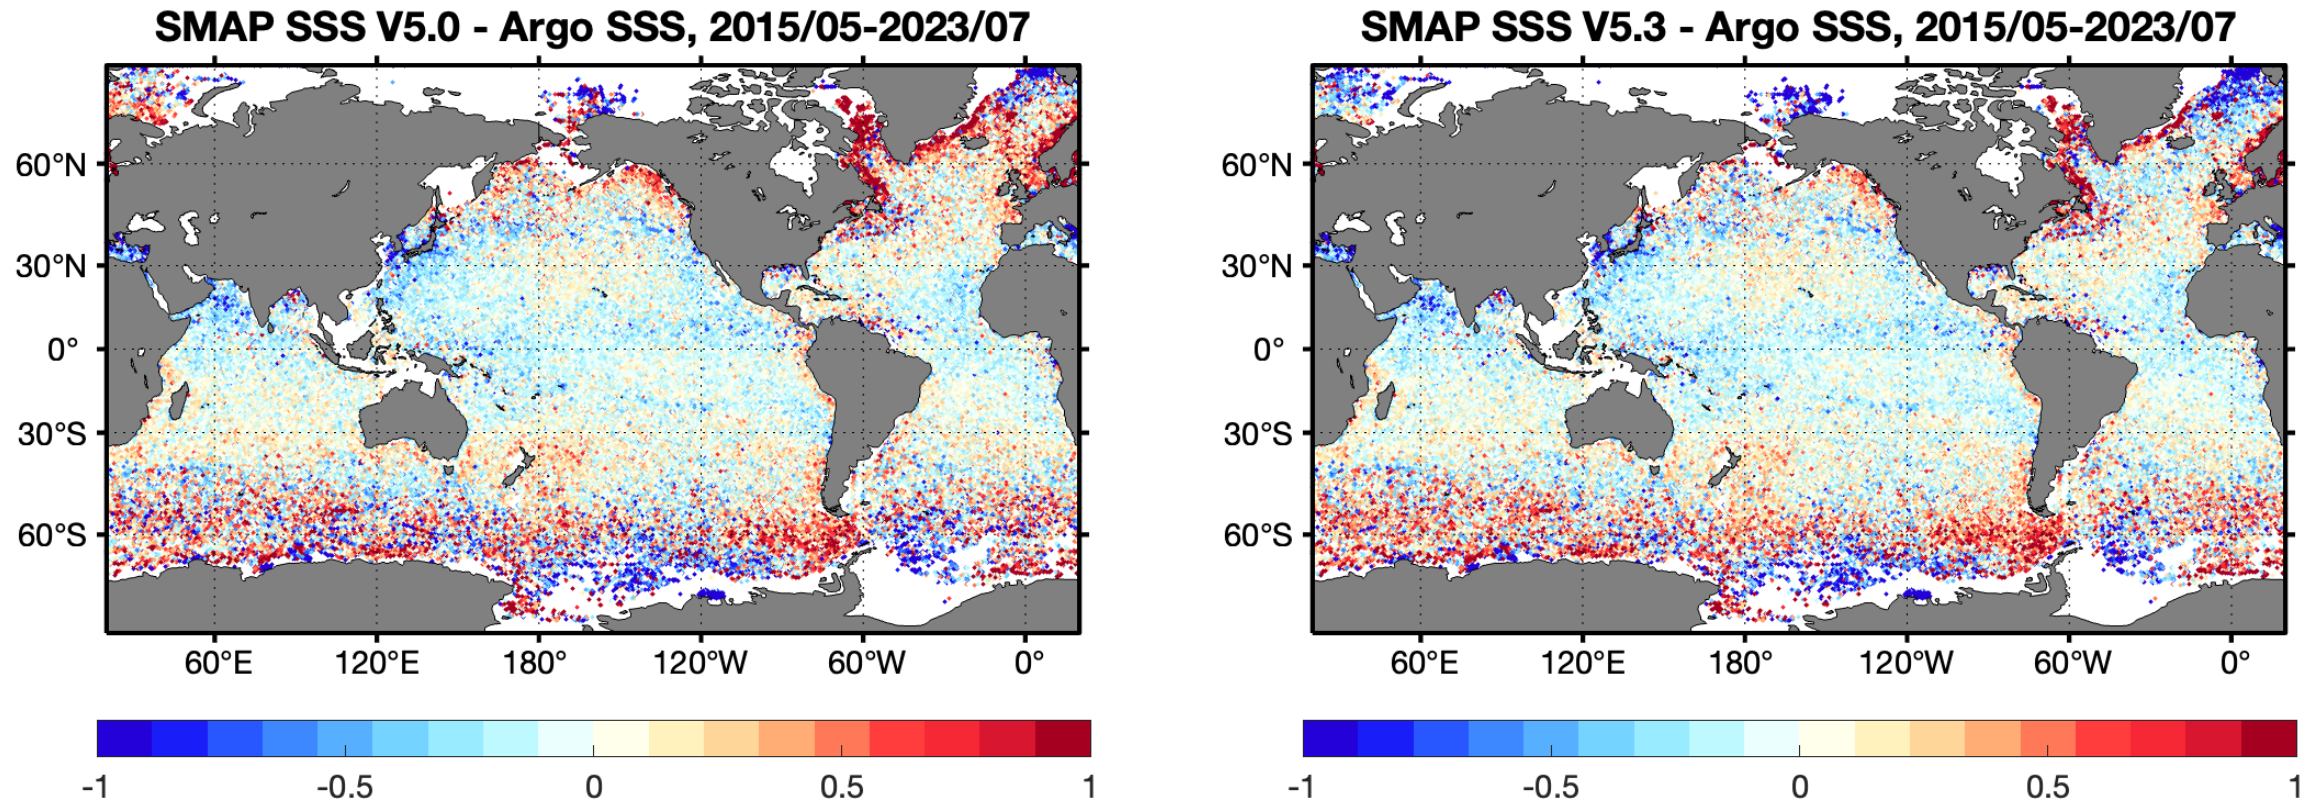 SMAP SSS V5.0 - Argo SSS, 2015/05-2023/07
60°N
30°N
0°
30°S
60°S
60°E 120°E 180° 120°W 60°W 0°
-1 -0.5 0 0.5 1
SMAP SSS V5.3 - Argo SSS, 2015/05-2023/07
60°N
30°N
0°
30°S
60°S
60°E 120°E 180° 120°W 60°W 0°
-1 -0.5 0 0.5 1